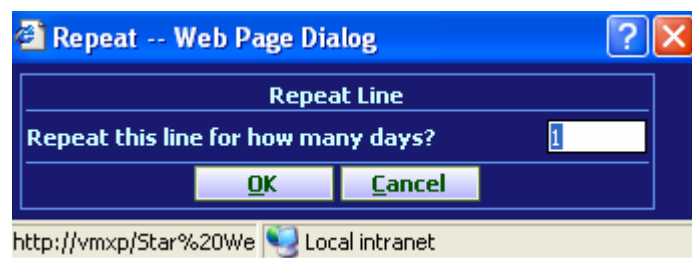 Repeat -- Web Page Dialog
Repeat Line
Repeat this line for how many days? 1
OK Cancel
http://vmxp/Star%20We Local intranet